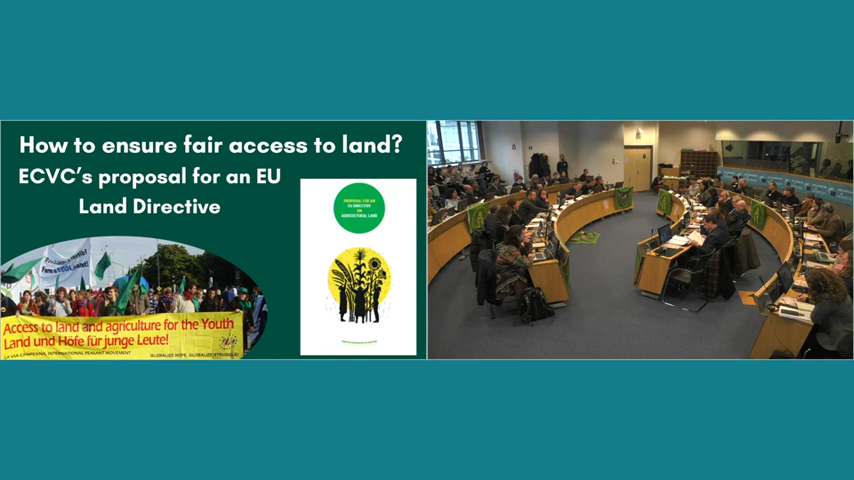 How to ensure fair access to land?
ECVC's proposal for an EU
Land Directive
PROPOSAL FOR AN
EU DIRECTIVE
ON
AGRICULTURAL LAND
Access to land and agriculture for the Youth
Land und Höfe für junge Leute!
LA VIA CAMPESINA, INTERNATIONAL PEASANT MOVEMENT
GLOBALIZE HOPE, GLOBALIZE STRUGGLE!